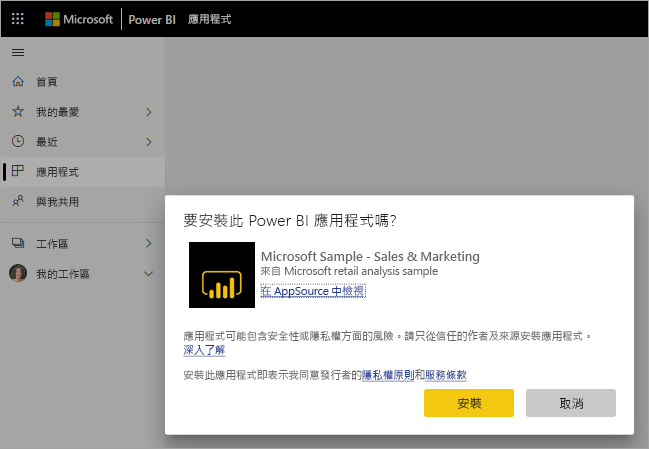 Microsoft Power BI 應用程式
首頁
我的最愛
最近
應用程式
與我共用
工作區
我的工作區
要安裝此 Power BI 應用程式嗎?
Microsoft Sample - Sales & Marketing
來自 Microsoft retail analysis sample
在 AppSource 中檢視
應用程式可能包含安全性或隱私權方面的風險。請只從信任的作者及來源安裝應用程式。
深入了解
安裝此應用程式即表示我同意發行者的隱私權原則和服務條款
安裝 取消